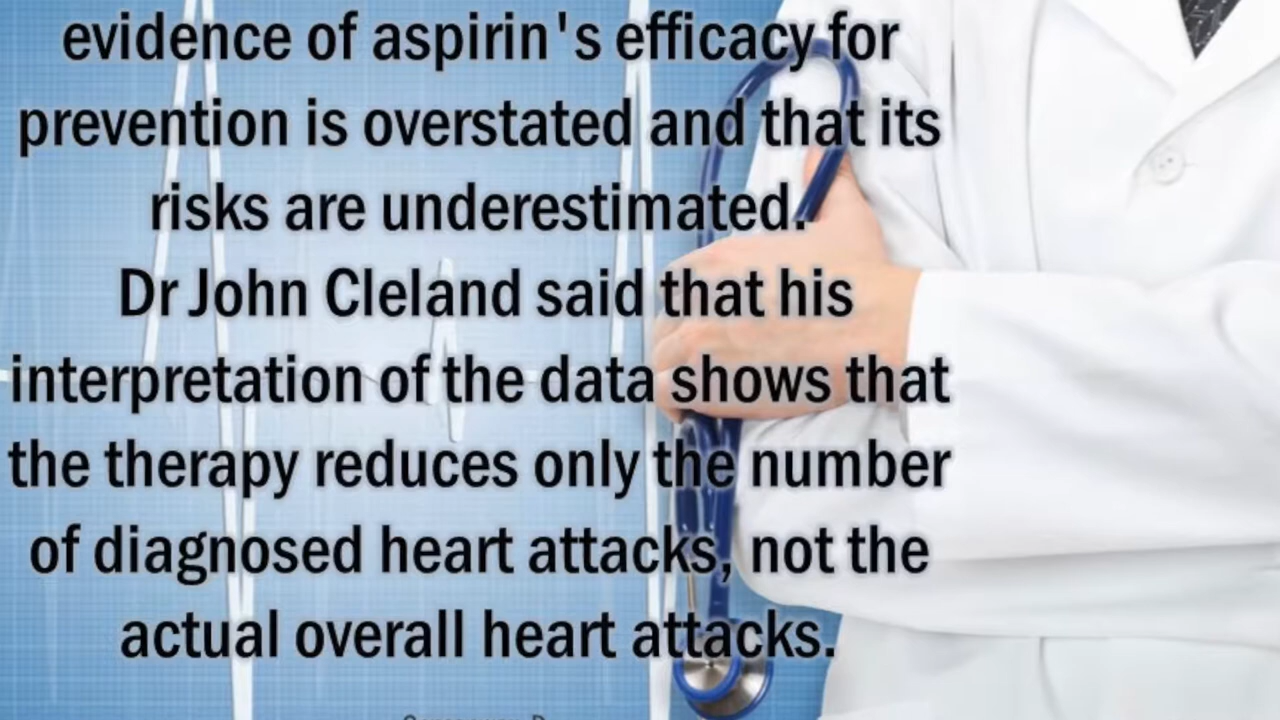 evidence of aspirin's efficacy for
prevention is overstated and that its
risks are underestimated.
Dr John Cleland said that his
interpretation of the data shows that
the therapy reduces only the number
of diagnosed heart attacks, not the
actual overall heart attacks.